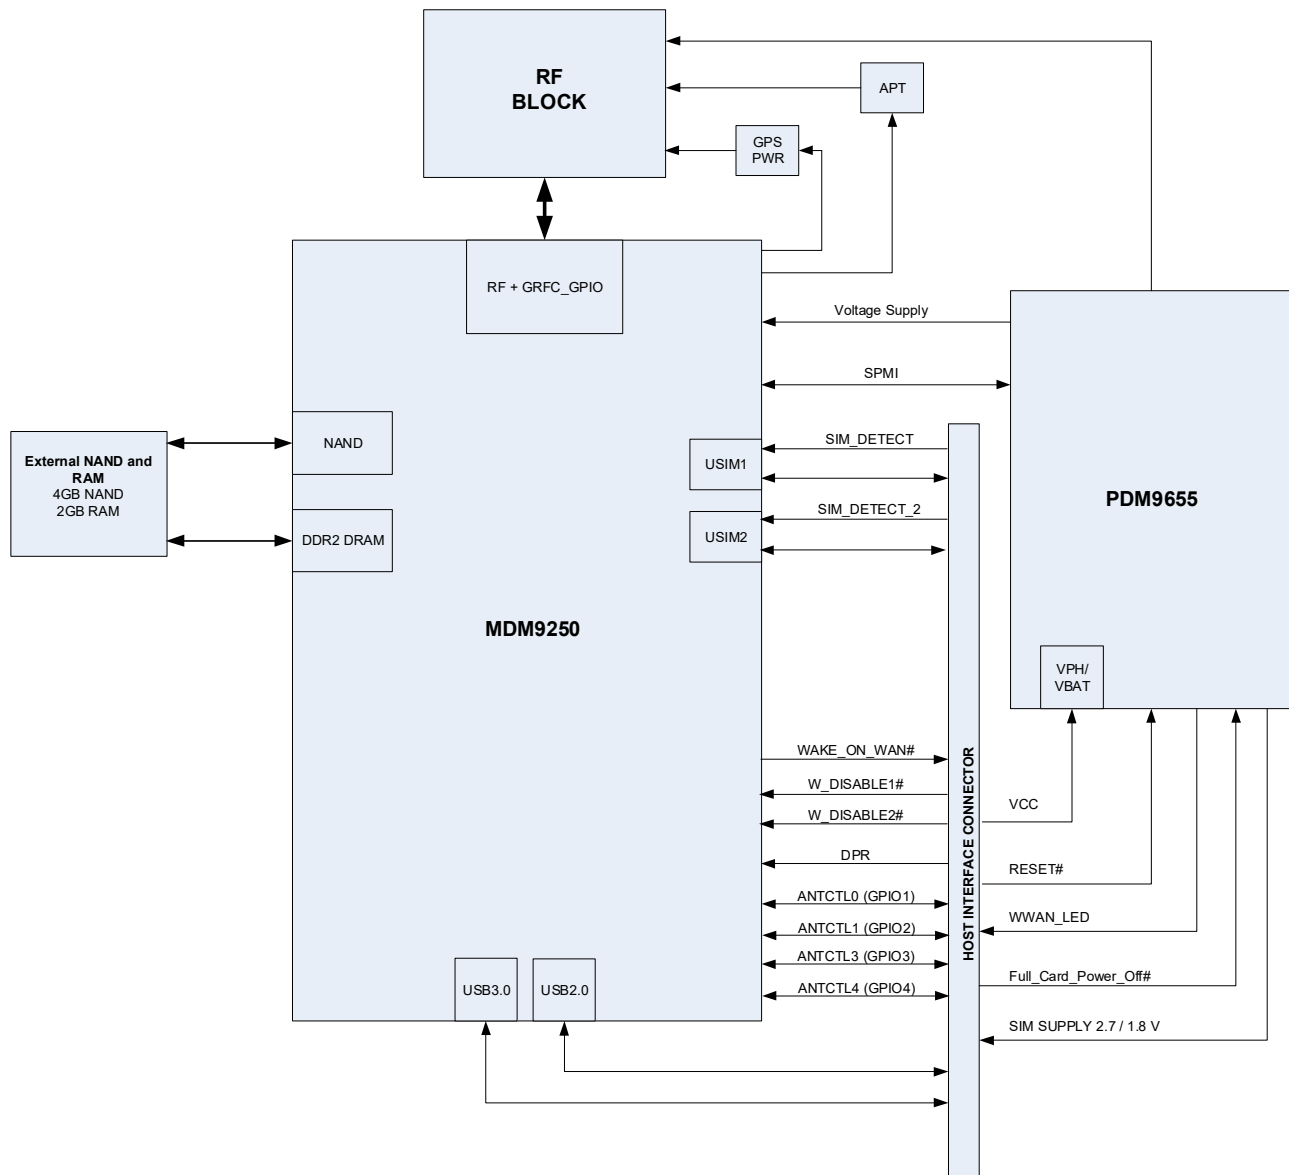 RF
BLOCK
APT
GPS
PWR
RF + GRFC_GPIO
Voltage Supply
SPMI
NAND
External NAND and
RAM
4GB NAND
2GB RAM
DDR2 DRAM
USIM1
SIM_DETECT
USIM2
SIM_DETECT_2
PDM9655
MDM9250
VPH/
VBAT
WAKE_ON_WAN#
W_DISABLE1#
W_DISABLE2#
DPR
ANTCTL0 (GPIO1)
ANTCTL1 (GPIO2)
ANTCTL3 (GPIO3)
ANTCTL4 (GPIO4)
HOST INTERFACE CONNECTOR
VCC
RESET#
WWAN_LED
Full_Card_Power_Off#
SIM SUPPLY 2.7 / 1.8 V
USB3.0
USB2.0